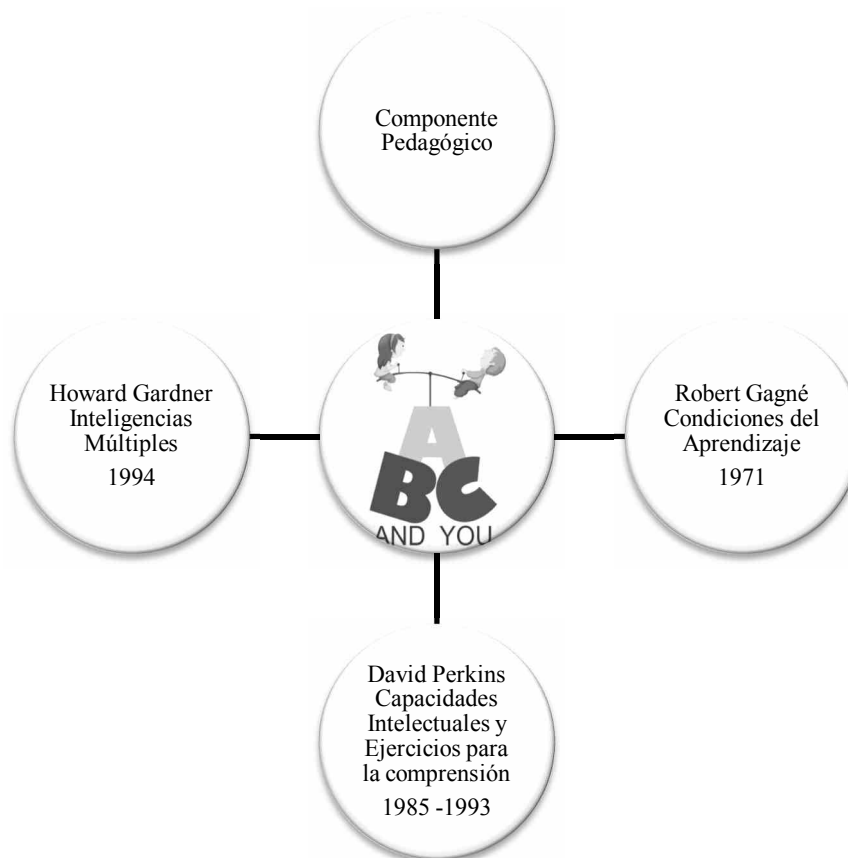 Componente
Pedagógico
Howard Gardner
Inteligencias
Múltiples
1994
A
BC
AND YOU
Robert Gagné
Condiciones del
Aprendizaje
1971
David Perkins
Capacidades
Intelectuales y
Ejercicios para
la comprensión
1985 -1993